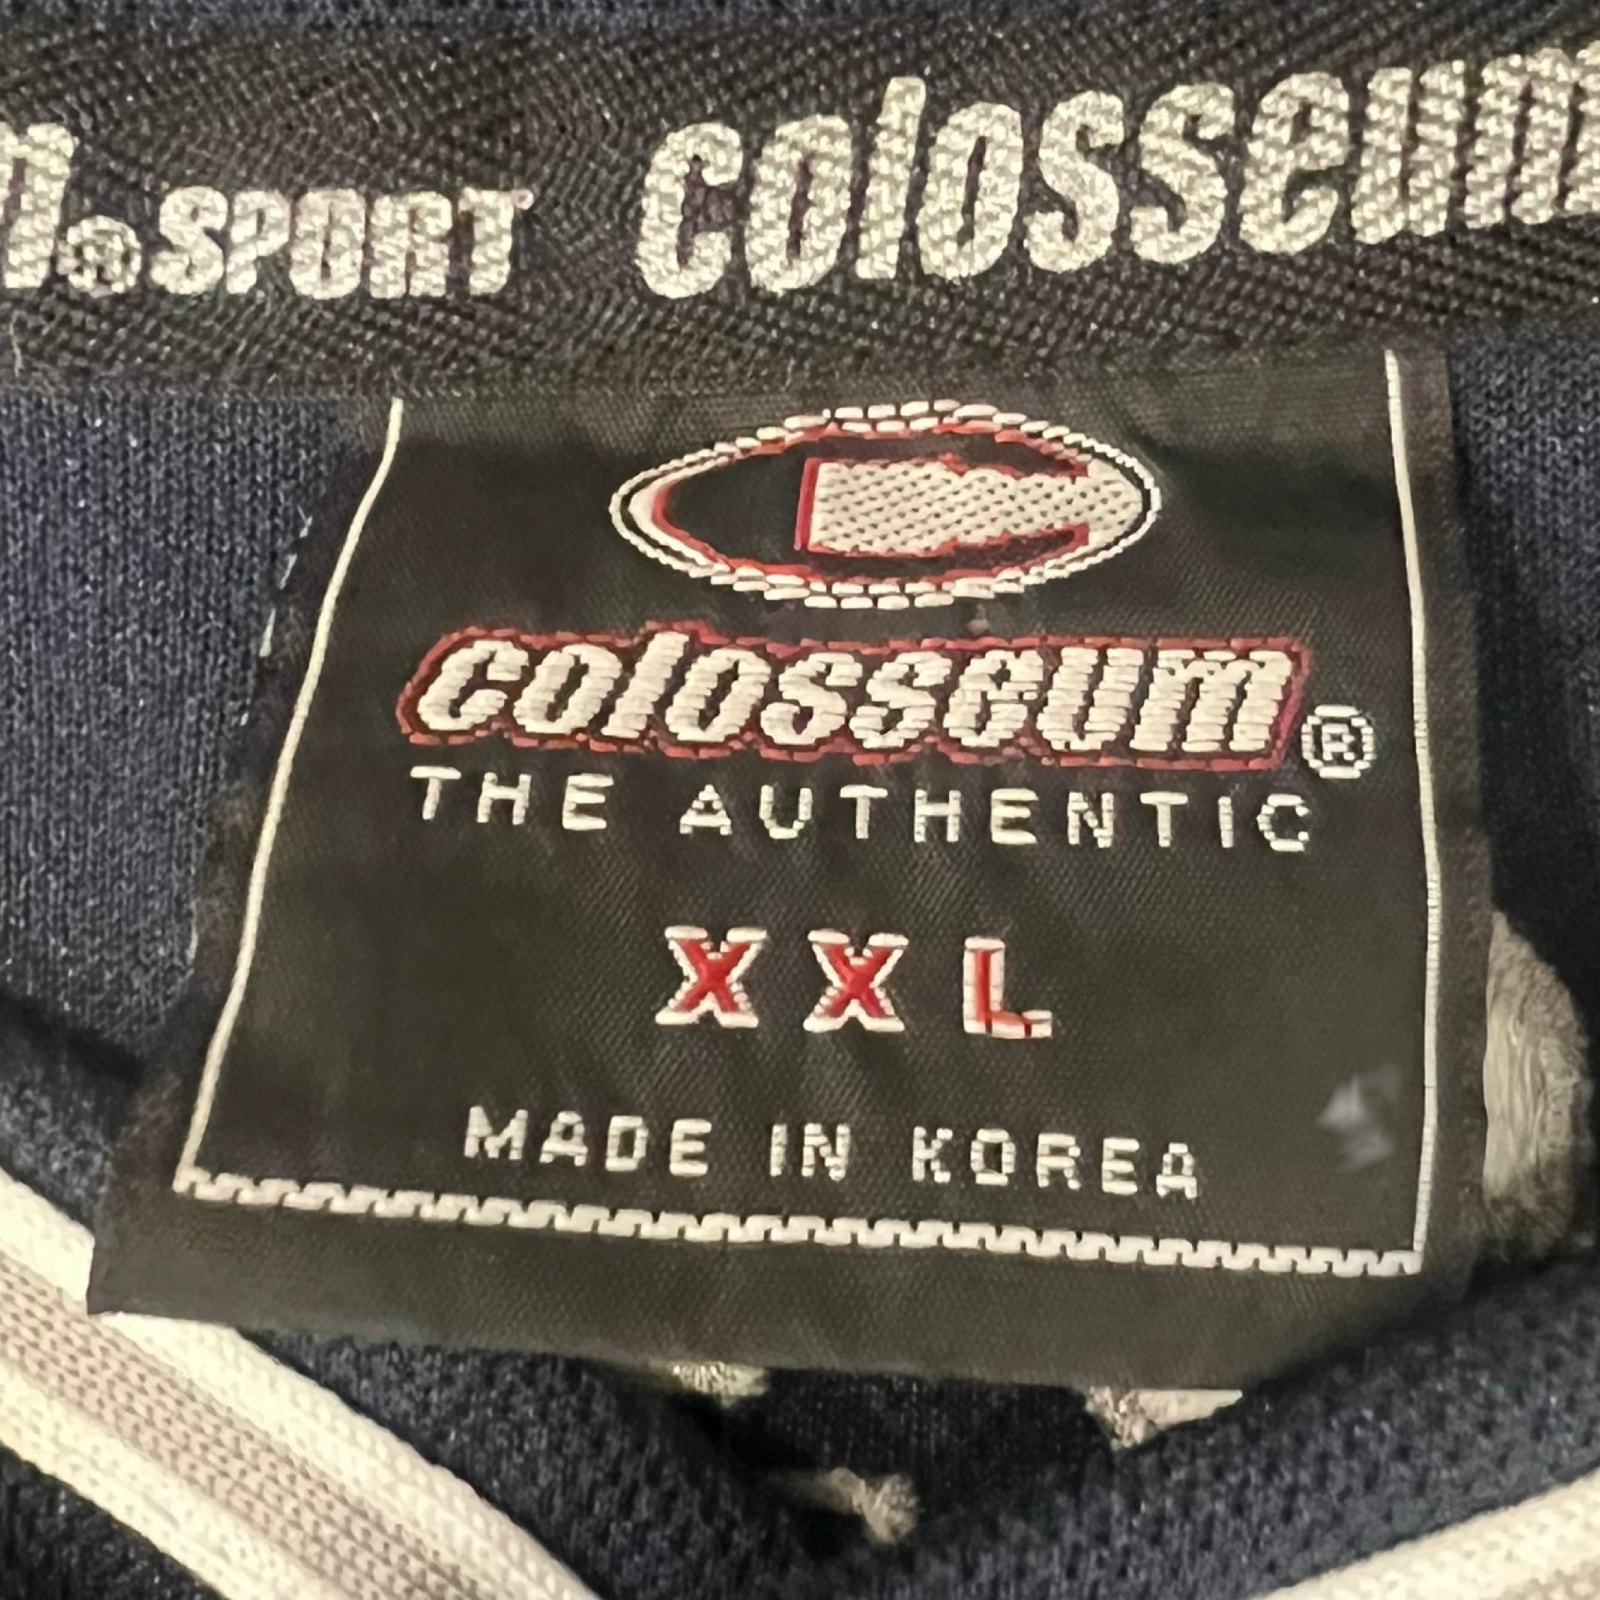 m® SPORT colosseum
colosseum®
THE AUTHENTIC
XXL
MADE IN KOREA